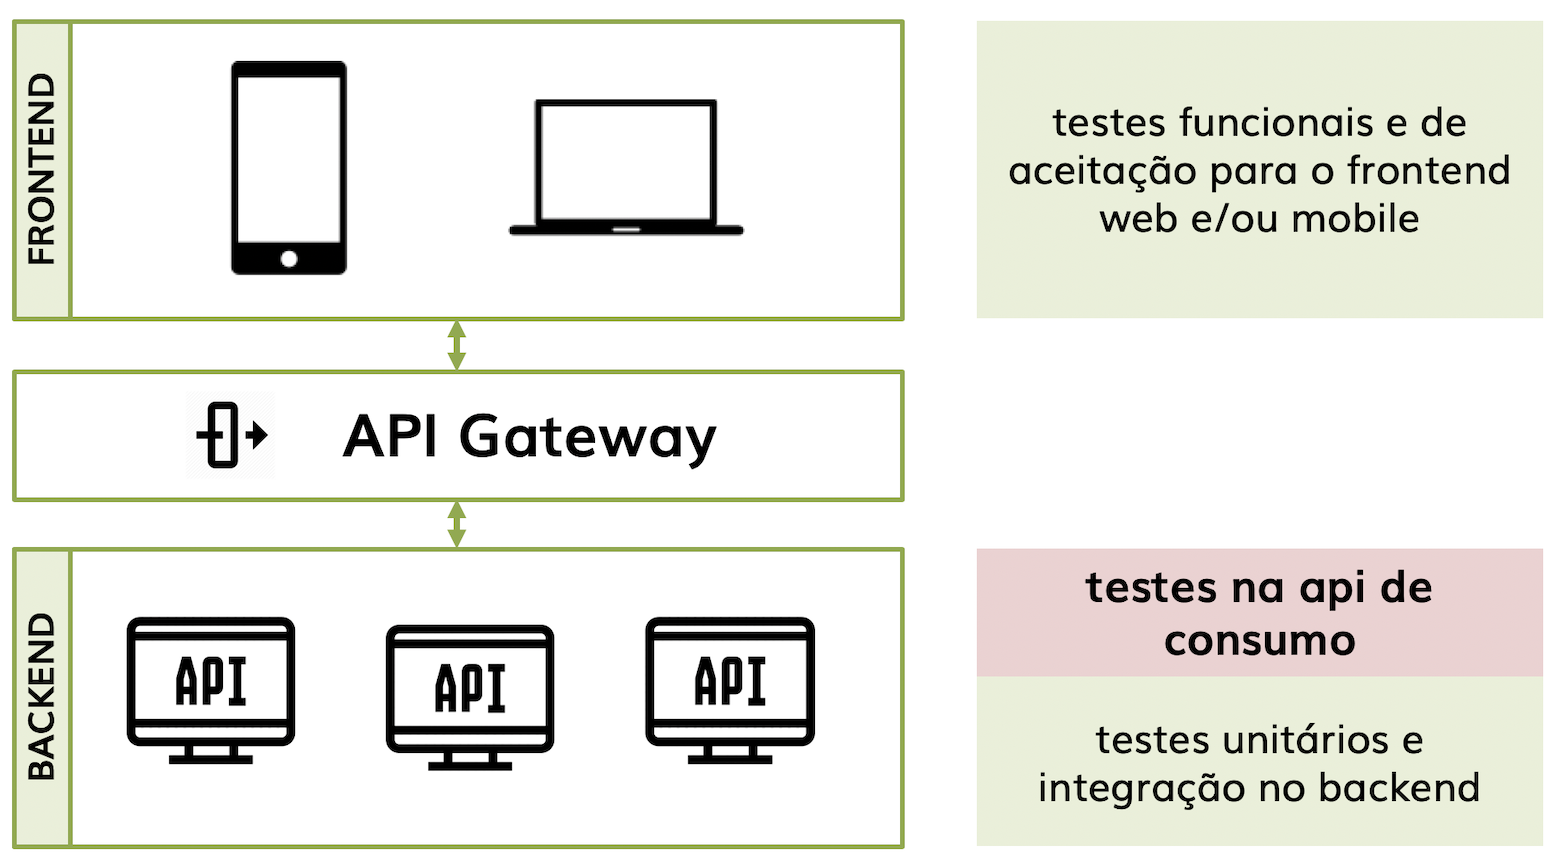 FRONTEND
testes funcionais e de
aceitação para o frontend
web e/ou mobile
API Gateway
BACKEND
API
API
API
testes na api de
consumo
testes unitários e
integração no backend